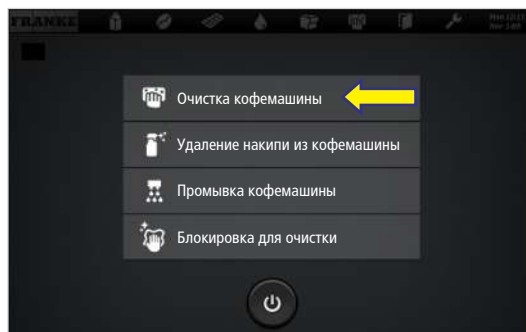 FRANKE
Очистка кофемашины
Удаление накипи из кофемашины
Промывка кофемашины
Блокировка для очистки